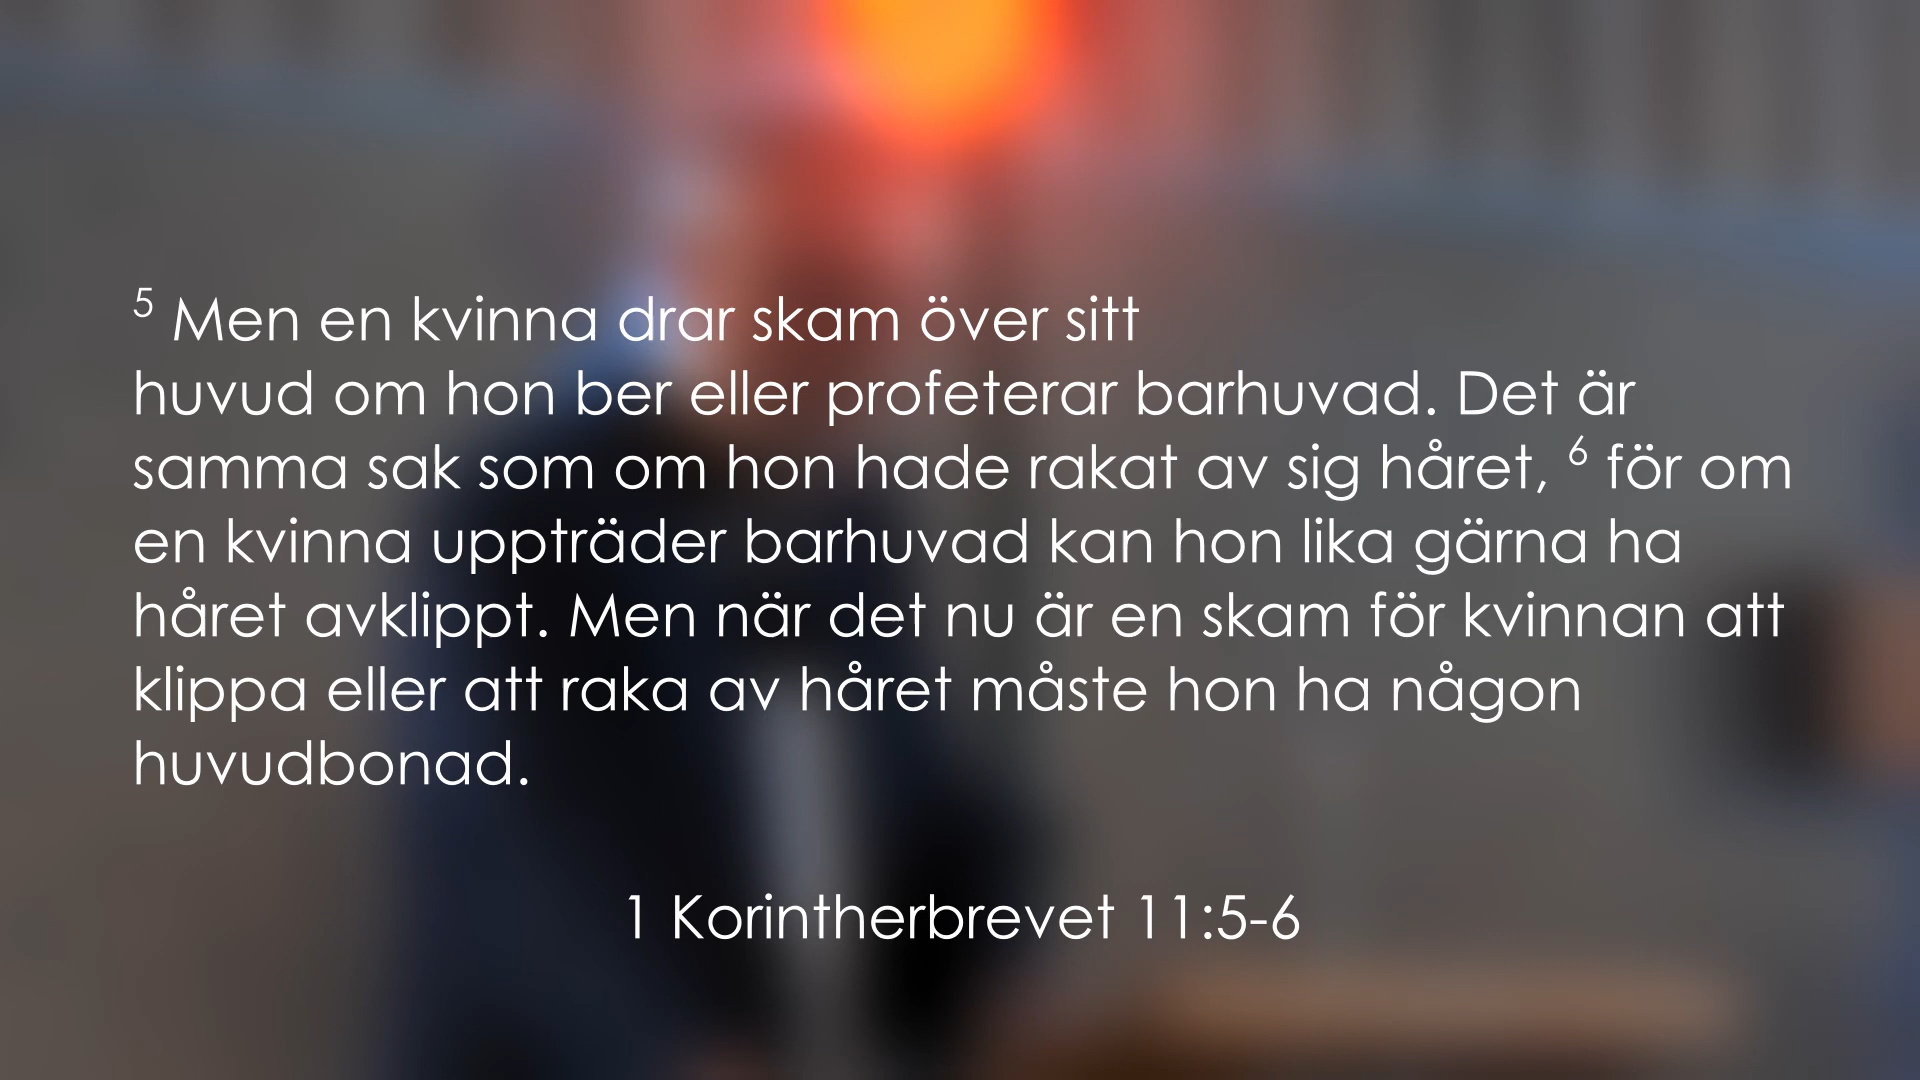 5 Men en kvinna drar skam över sitt
huvud om hon ber eller profeterar barhuvad. Det är
samma sak som om hon hade rakat av sig håret, 6 för om
en kvinna uppträder barhuvad kan hon lika gärna ha
håret avklippt. Men när det nu är en skam för kvinnan att
klippa eller att raka av håret måste hon ha någon
huvudbonad.
1 Korintherbrevet 11:5-6